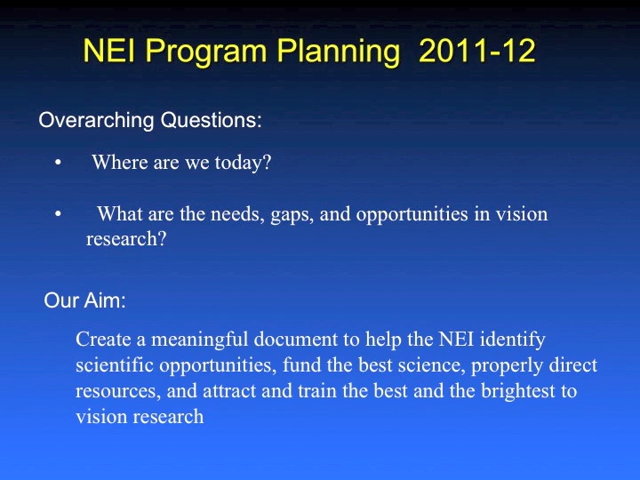 NEI Program Planning 2011-12
Overarching Questions:
• Where are we today?
• What are the needs, gaps, and opportunities in vision
research?
Our Aim:
Create a meaningful document to help the NEI identify
scientific opportunities, fund the best science, properly direct
resources, and attract and train the best and the brightest to
vision research